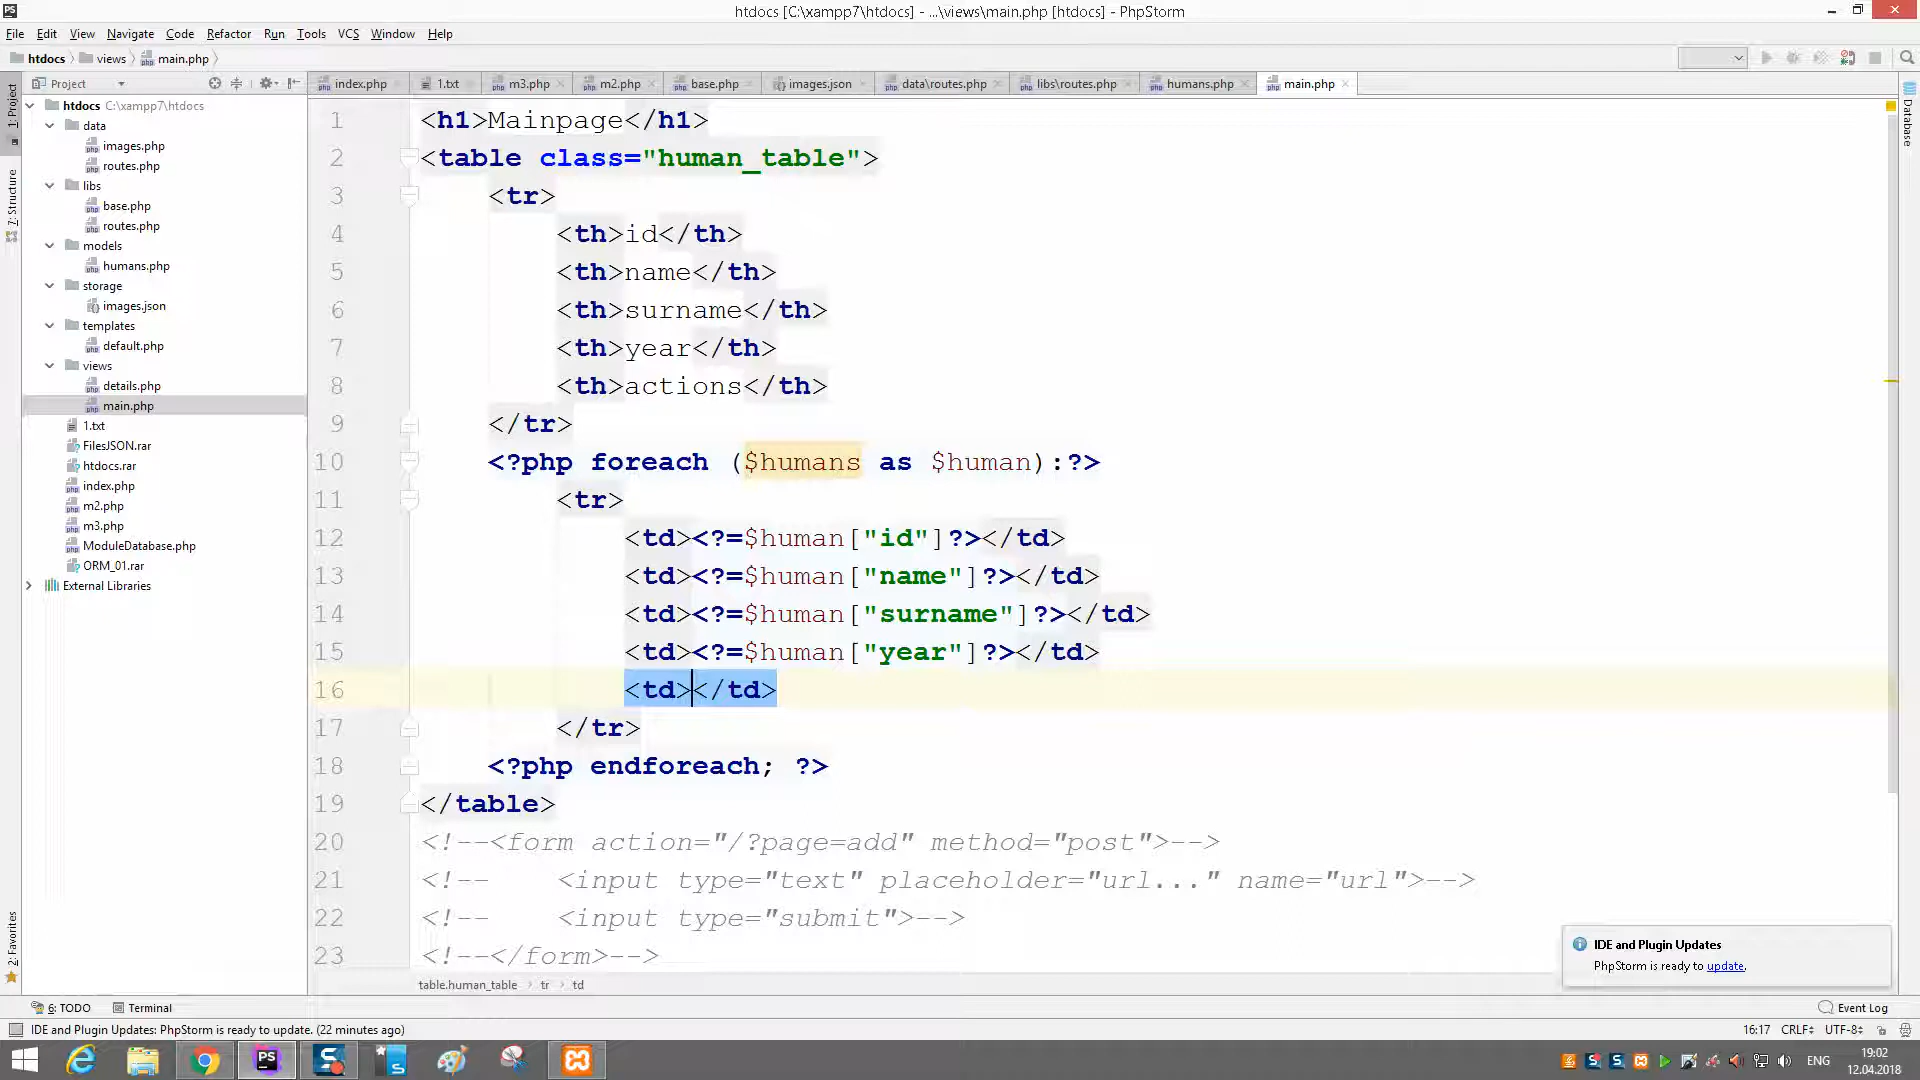 htdocs [C:\xampp7\htdocs] - ...\views\main.php [htdocs] - PhpStorm
File Edit View Navigate Code Refactor Run Tools VCS Window Help
htdocs views main.php
Project
index.php 1.txt m3.php m2.php base.php images.json data\routes.php libs\routes.php humans.php main.php
1: Project
7: Structure
2: Favorites
Database
htdocs C:\xampp7\htdocs
data
images.php
routes.php
libs
base.php
routes.php
models
humans.php
storage
images.json
templates
default.php
views
details.php
main.php
1.txt
FilesJSON.rar
htdocs.rar
index.php
m2.php
m3.php
ModuleDatabase.php
ORM_01.rar
External Libraries
1 <h1>Mainpage</h1>
2 <table class="human_table">
3 <tr>
4 <th>id</th>
5 <th>name</th>
6 <th>surname</th>
7 <th>year</th>
8 <th>actions</th>
9 </tr>
10 <?php foreach ($humans as $human):?>
11 <tr>
12 <td><?=$human["id"]?></td>
13 <td><?=$human["name"]?></td>
14 <td><?=$human["surname"]?></td>
15 <td><?=$human["year"]?></td>
16 <td></td>
17 </tr>
18 <?php endforeach; ?>
19 </table>
20 <!--<form action="/?page=add" method="post">-->
21 <!-- <input type="text" placeholder="url..." name="url">-->
22 <!-- <input type="submit">-->
23 <!--</form>-->
table.human_table tr td
IDE and Plugin Updates
PhpStorm is ready to update.
6: TODO Terminal Event Log
IDE and Plugin Updates: PhpStorm is ready to update. (22 minutes ago) 16:17 CRLF UTF-8
ENG
19:02
12.04.2018